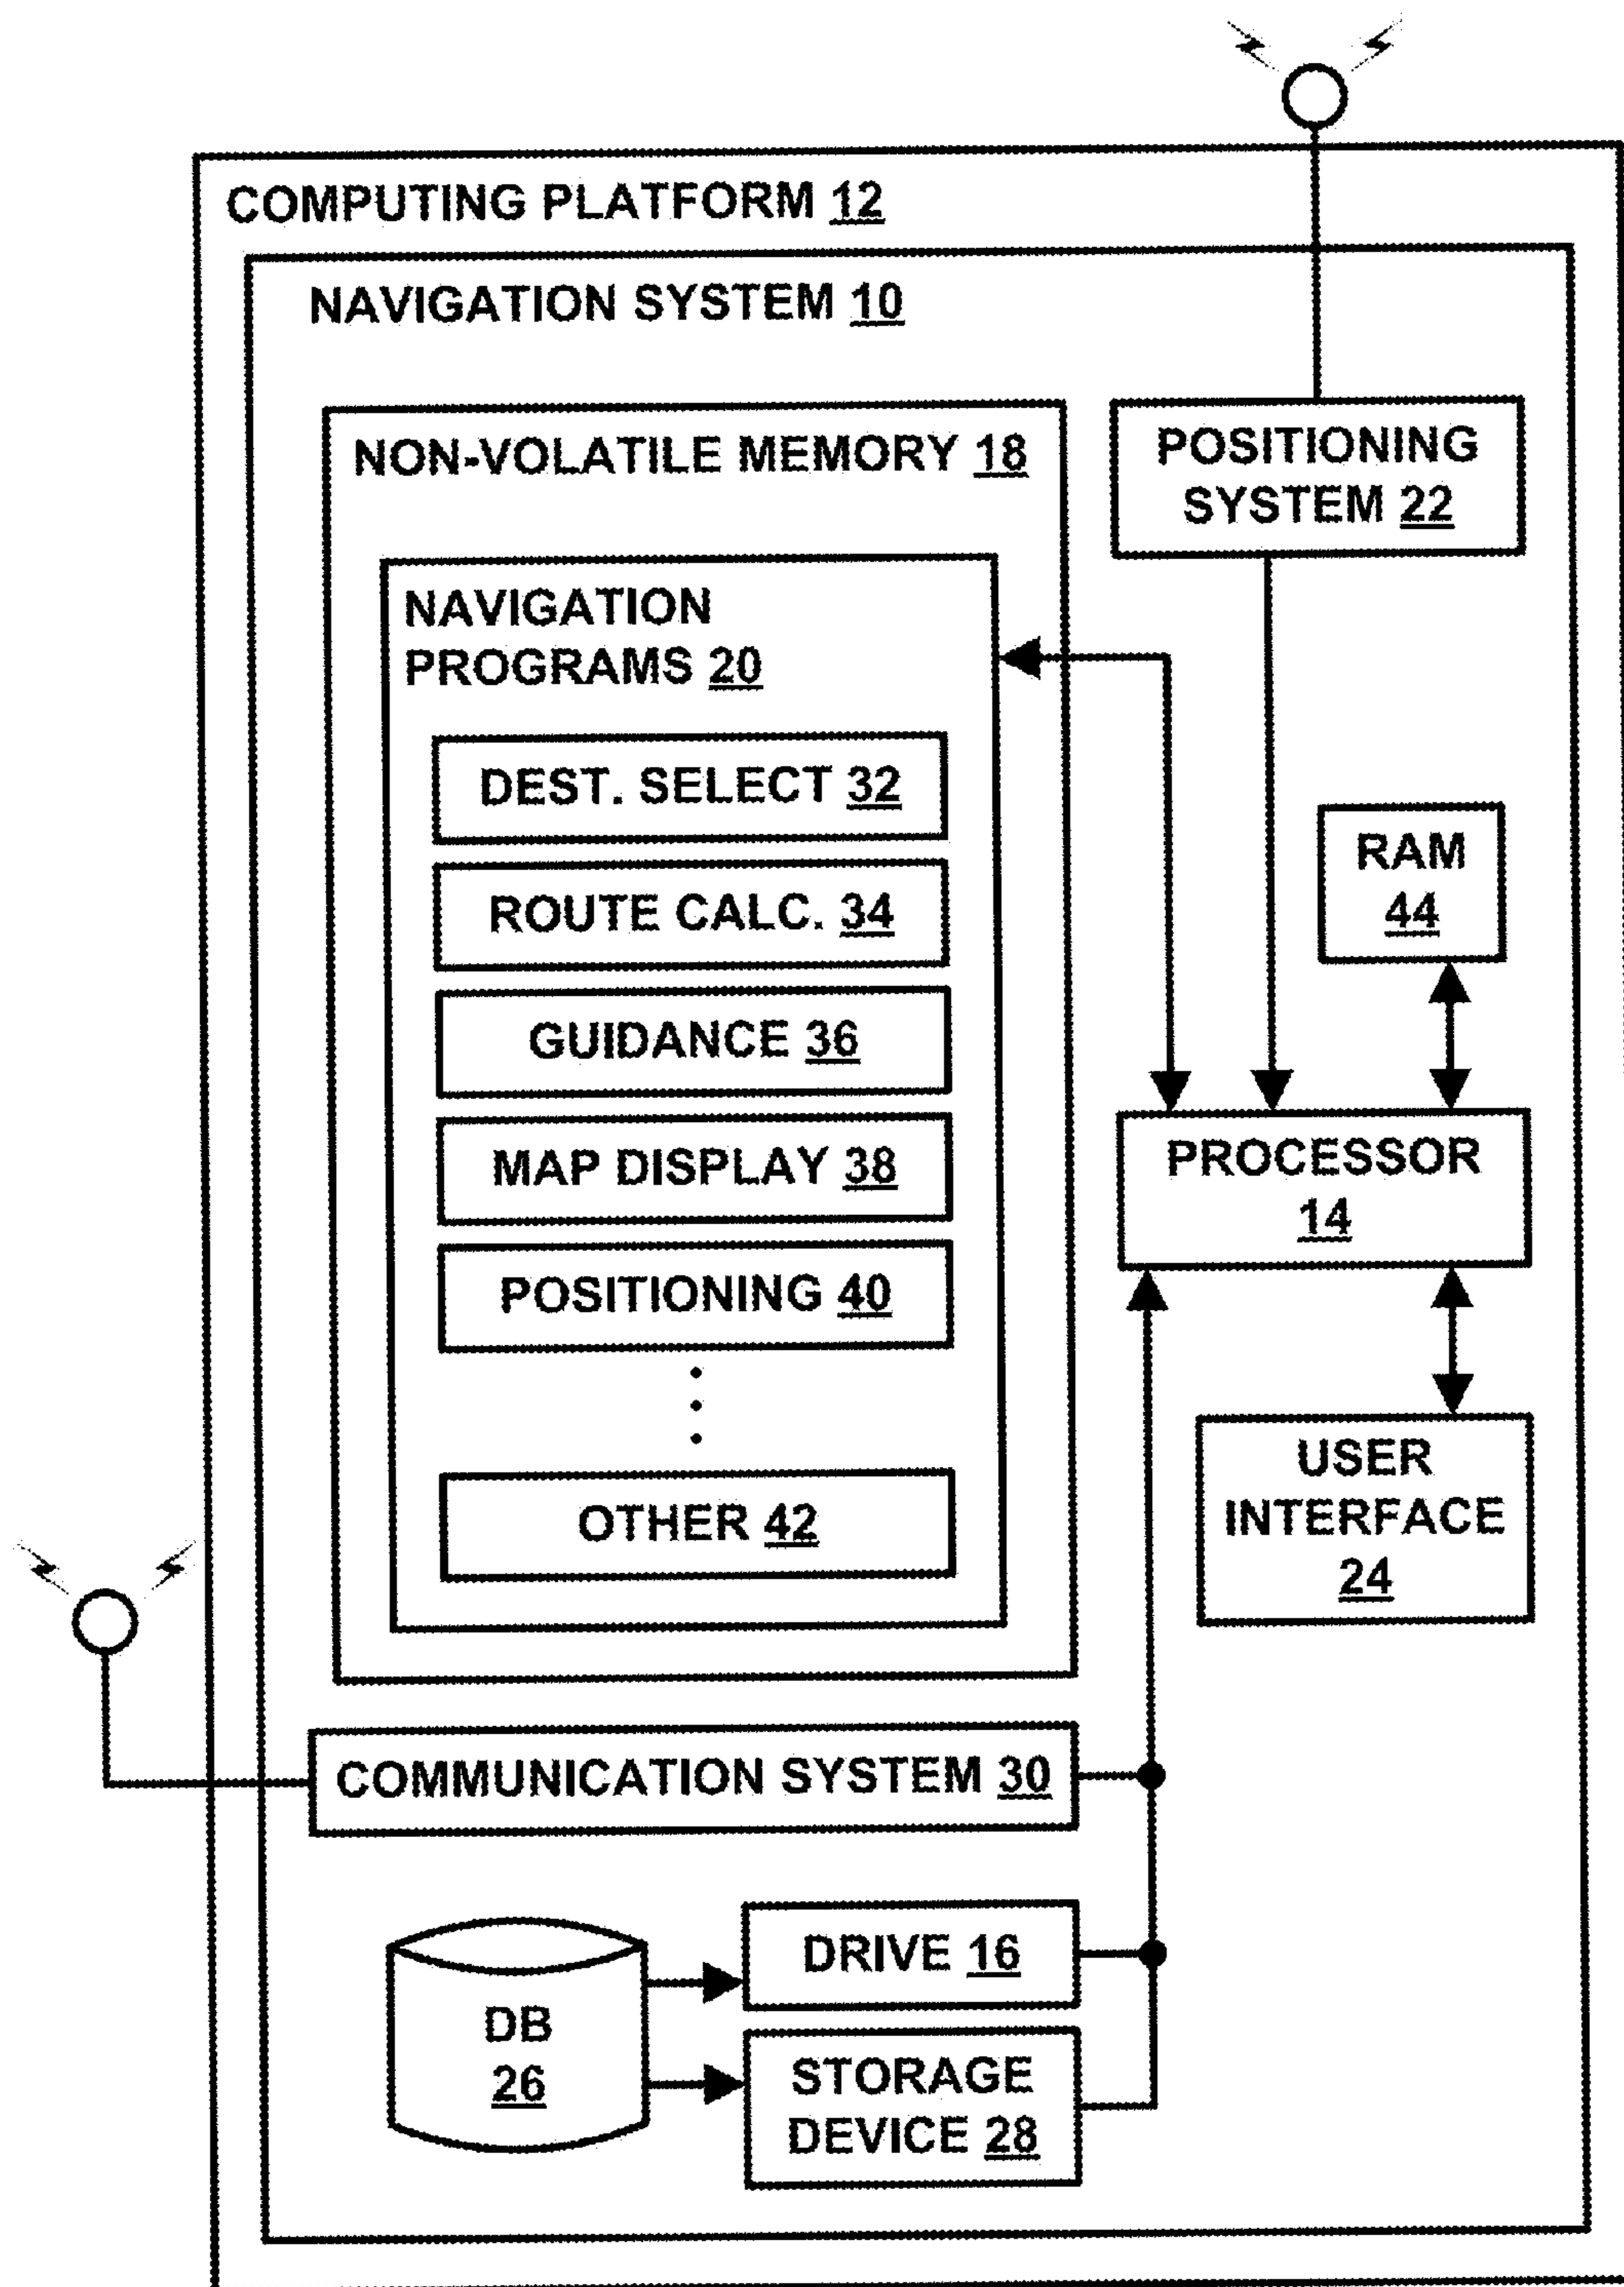 COMPUTING PLATFORM 12
NAVIGATION SYSTEM 10
NON-VOLATILE MEMORY 18
POSITIONING
SYSTEM 22
NAVIGATION
PROGRAMS 20
DEST. SELECT 32
ROUTE CALC. 34
GUIDANCE 36
MAP DISPLAY 38
POSITIONING 40
OTHER 42
RAM
44
PROCESSOR
14
USER
INTERFACE
24
COMMUNICATION SYSTEM 30
DRIVE 16
DB
26
STORAGE
DEVICE 28